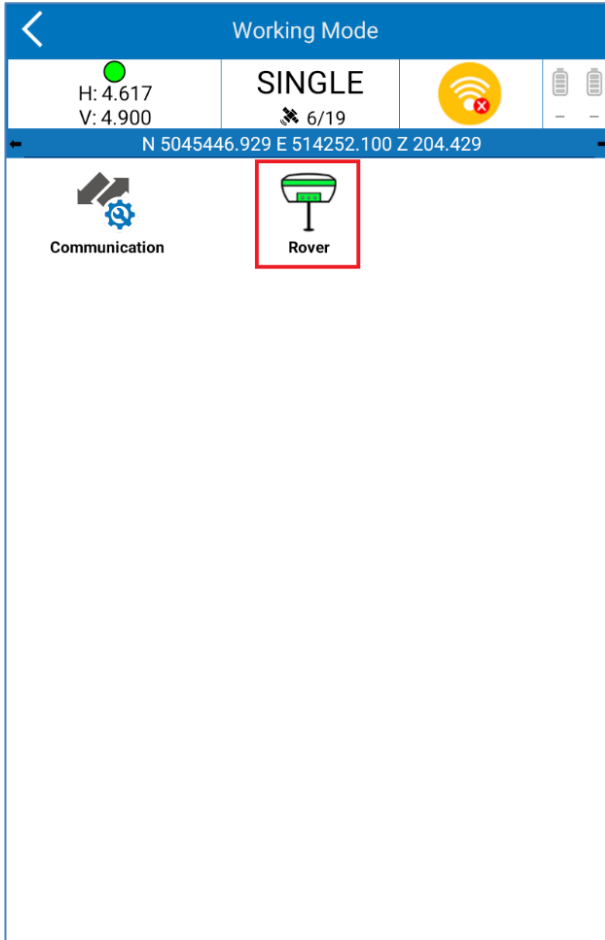 Working Mode
H: 4.617
V: 4.900
SINGLE
6/19
– –
N 5045446.929 E 514252.100 Z 204.429
Communication
Rover